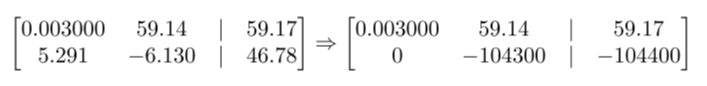 [0.003000 59.14 | 59.17] ⇒ [0.003000 59.14 | 59.17]
[5.291 −6.130 | 46.78] [0 −104300 | −104400]